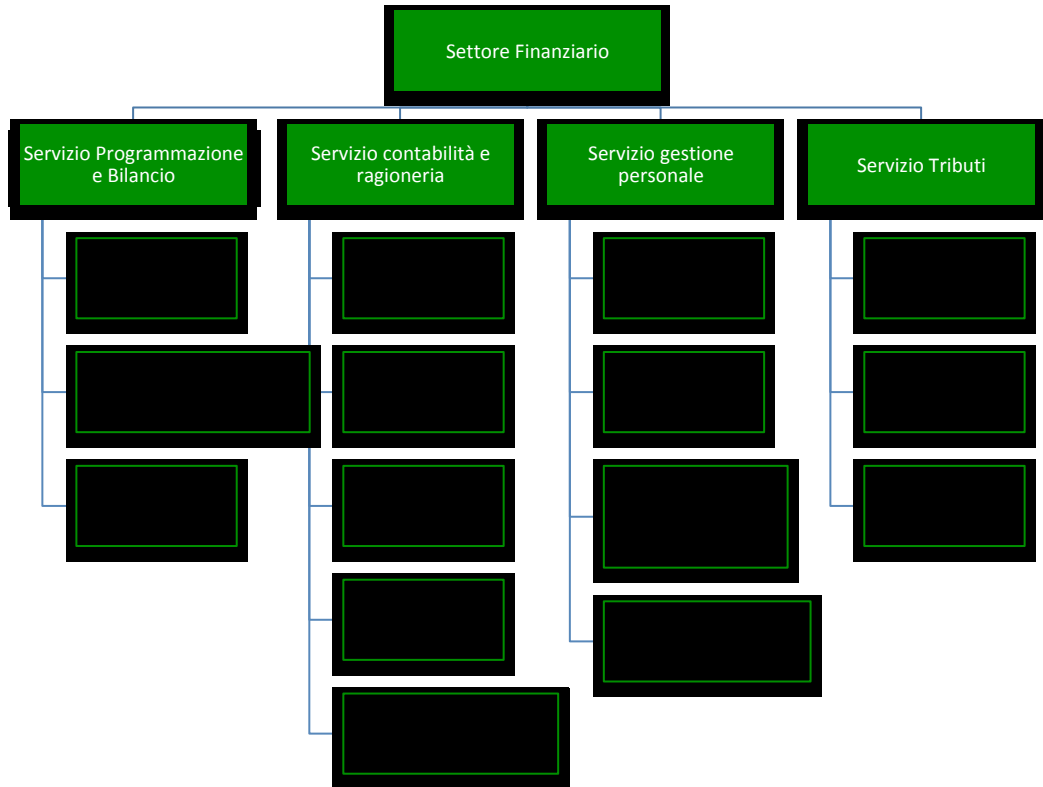 Settore Finanziario
Servizio Programmazione
e Bilancio
Servizio contabilità e
ragioneria
Servizio gestione
personale
Servizio Tributi